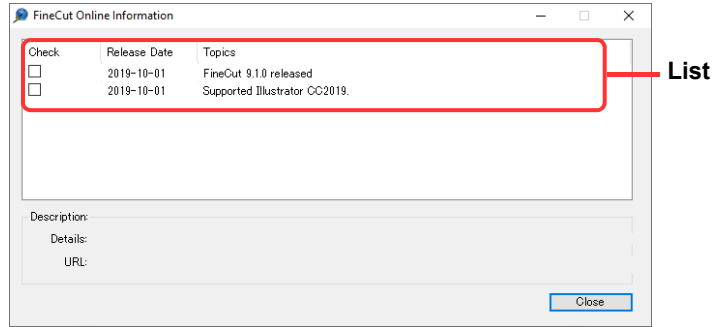 FineCut Online Information
Check Release Date Topics
2019-10-01 FineCut 9.1.0 released
2019-10-01 Supported Illustrator CC2019.
List
Description:
Details:
URL:
Close